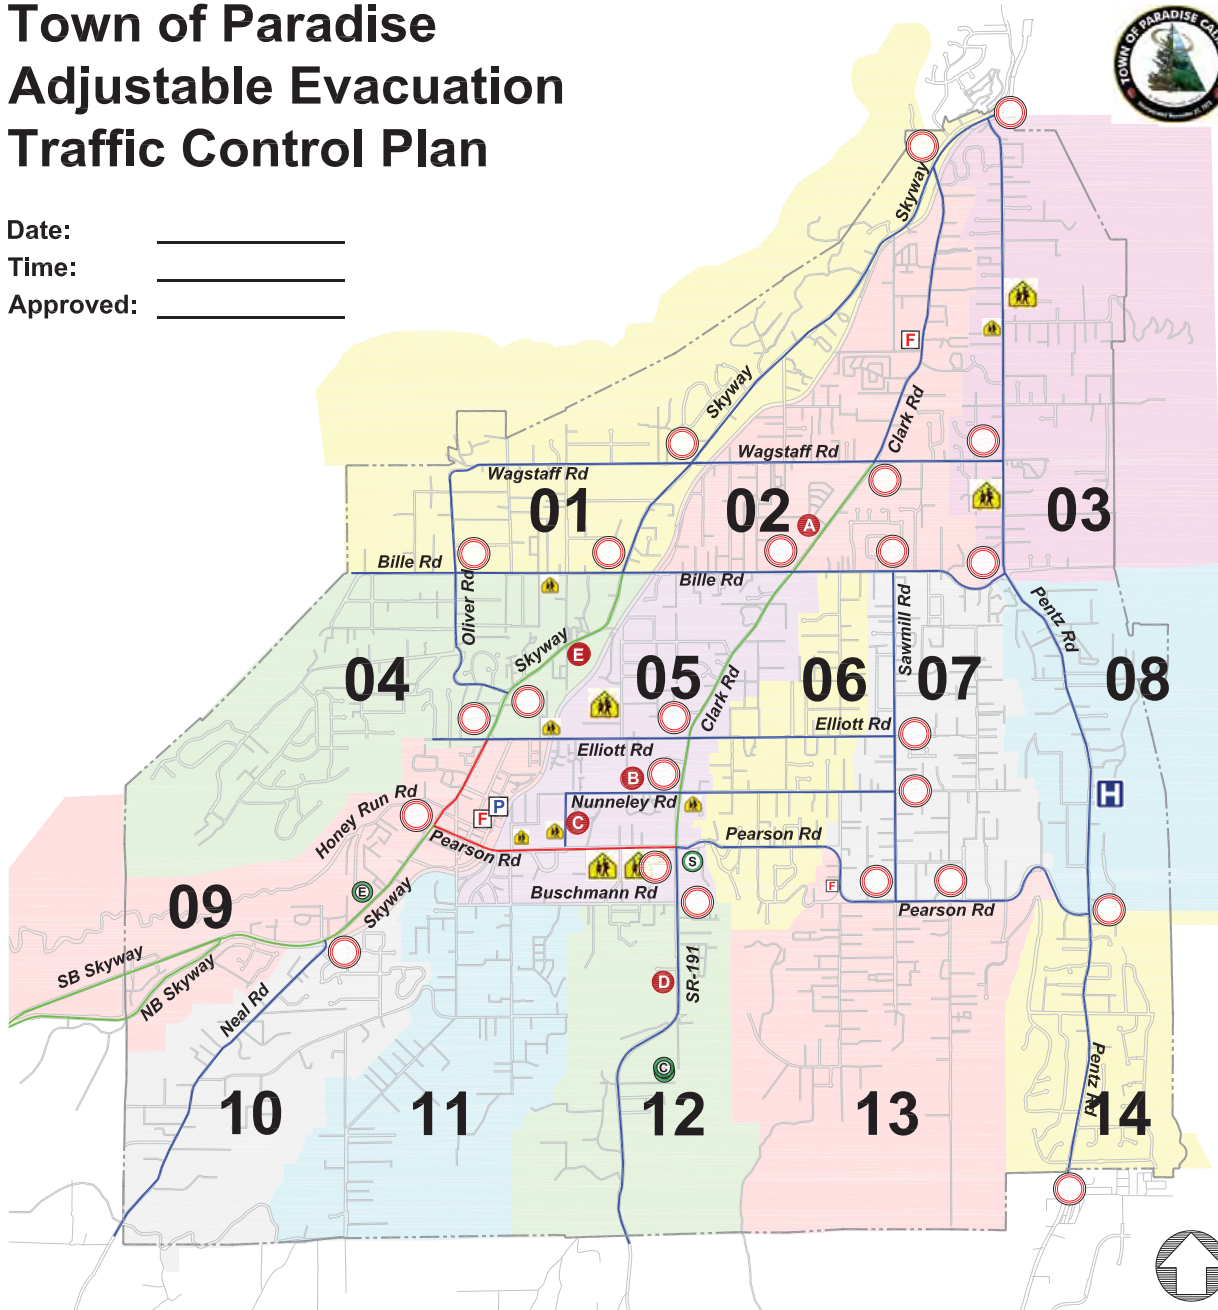 Town of Paradise
Adjustable Evacuation
Traffic Control Plan
TOWN OF PARADISE
Date:
Time:
Approved:
Skyway
F
Skyway
Clark Rd
Wagstaff Rd
Wagstaff Rd
01
02
03
A
Bille Rd
Bille Rd
Oliver Rd
Sawmill Rd
Pentz Rd
Skyway
E
04
05
06
07
08
Clark Rd
Elliott Rd
Elliott Rd
B
H
Nunneley Rd
Honey Run Rd
P
F
C
Pearson Rd
Pearson Rd
S
E
Buschmann Rd
F
Pearson Rd
09
Skyway
SB Skyway
NB Skyway
Neal Rd
D
SR-191
C
Pentz Rd
10
11
12
13
14